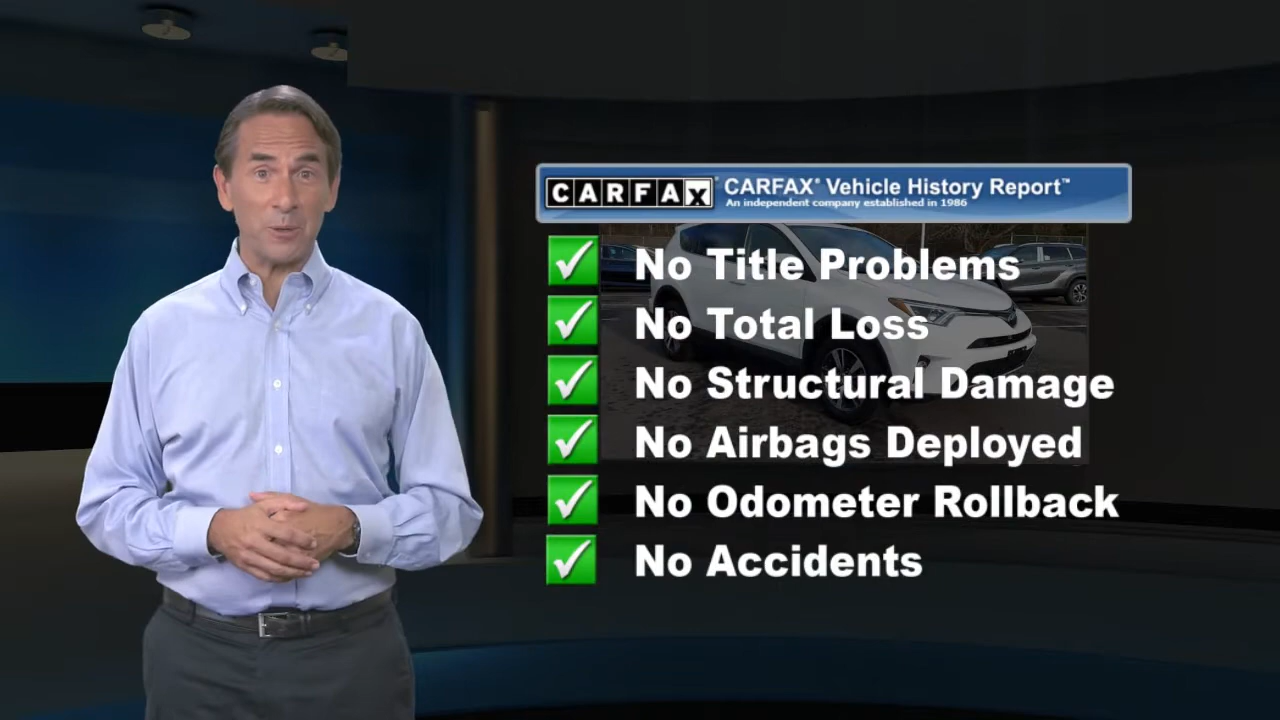 CARFAX
CARFAX® Vehicle History Report™
An independent company established in 1986
No Title Problems
No Total Loss
No Structural Damage
No Airbags Deployed
No Odometer Rollback
No Accidents